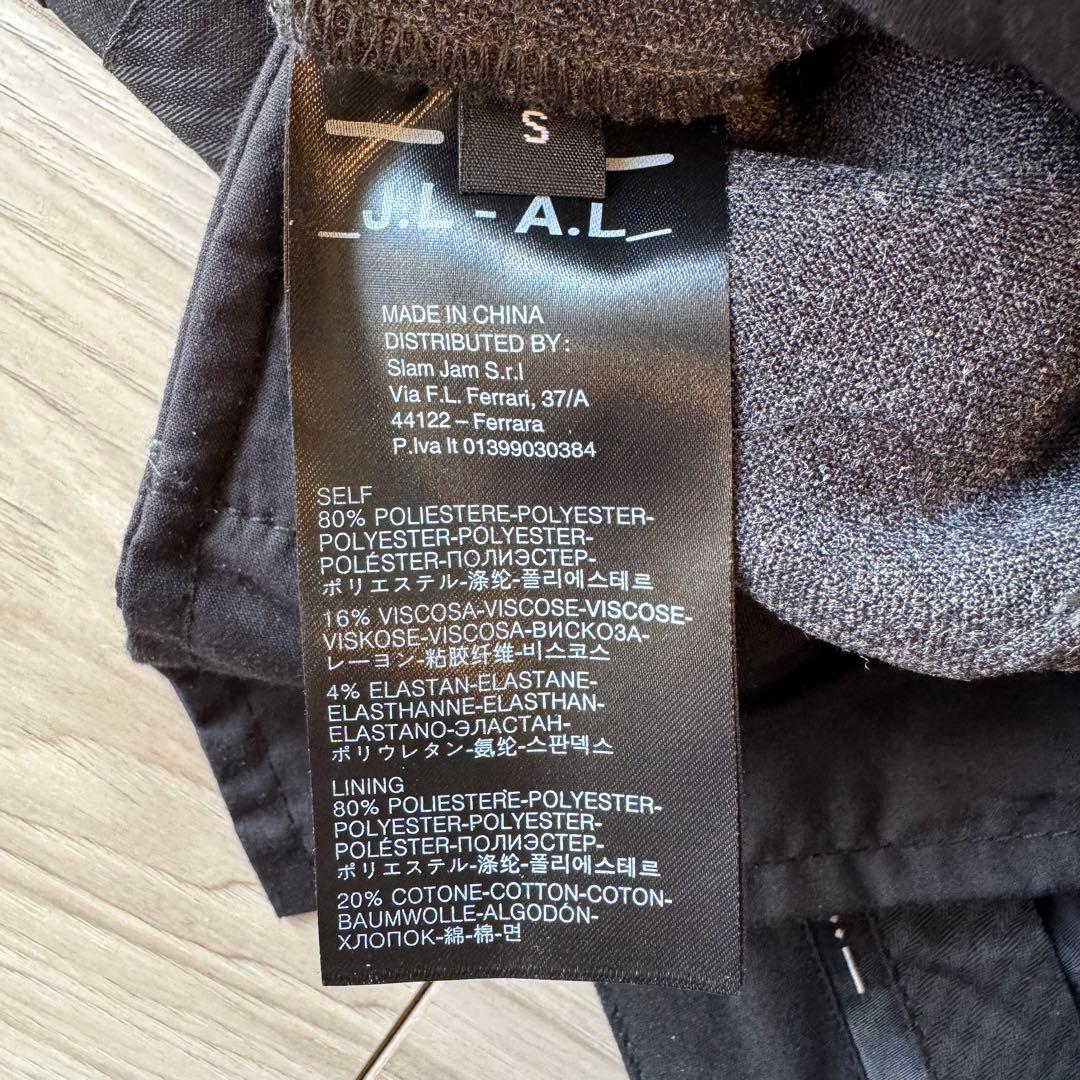 S
_J.L - A.L_
MADE IN CHINA
DISTRIBUTED BY:
Slam Jam S.r.l
Via F.L. Ferrari, 37/A
44122 – Ferrara
P.Iva It 01399030384
SELF
80% POLIESTERE-POLYESTER-
POLYESTER-POLYESTER-
POLÉSTER-ПОЛИЭСТЕР-
ポリエステル-涤纶-폴리에스테르
16% VISCOSA-VISCOSE-VISCOSE-
VISKOSE-VISCOSA-ВИСКОЗА-
レーヨン-粘胶纤维-비스코스
4% ELASTAN-ELASTANE-
ELASTHANNE-ELASTHAN-
ELASTANO-ЭЛАСТАН-
ポリウレタン-氨纶-스판덱스
LINING
80% POLIESTERE-POLYESTER-
POLYESTER-POLYESTER-
POLÉSTER-ПОЛИЭСТЕР-
ポリエステル-涤纶-폴리에스테르
20% COTONE-COTTON-COTON-
BAUMWOLLE-ALGODÓN-
ХЛОПОК-綿-棉-면